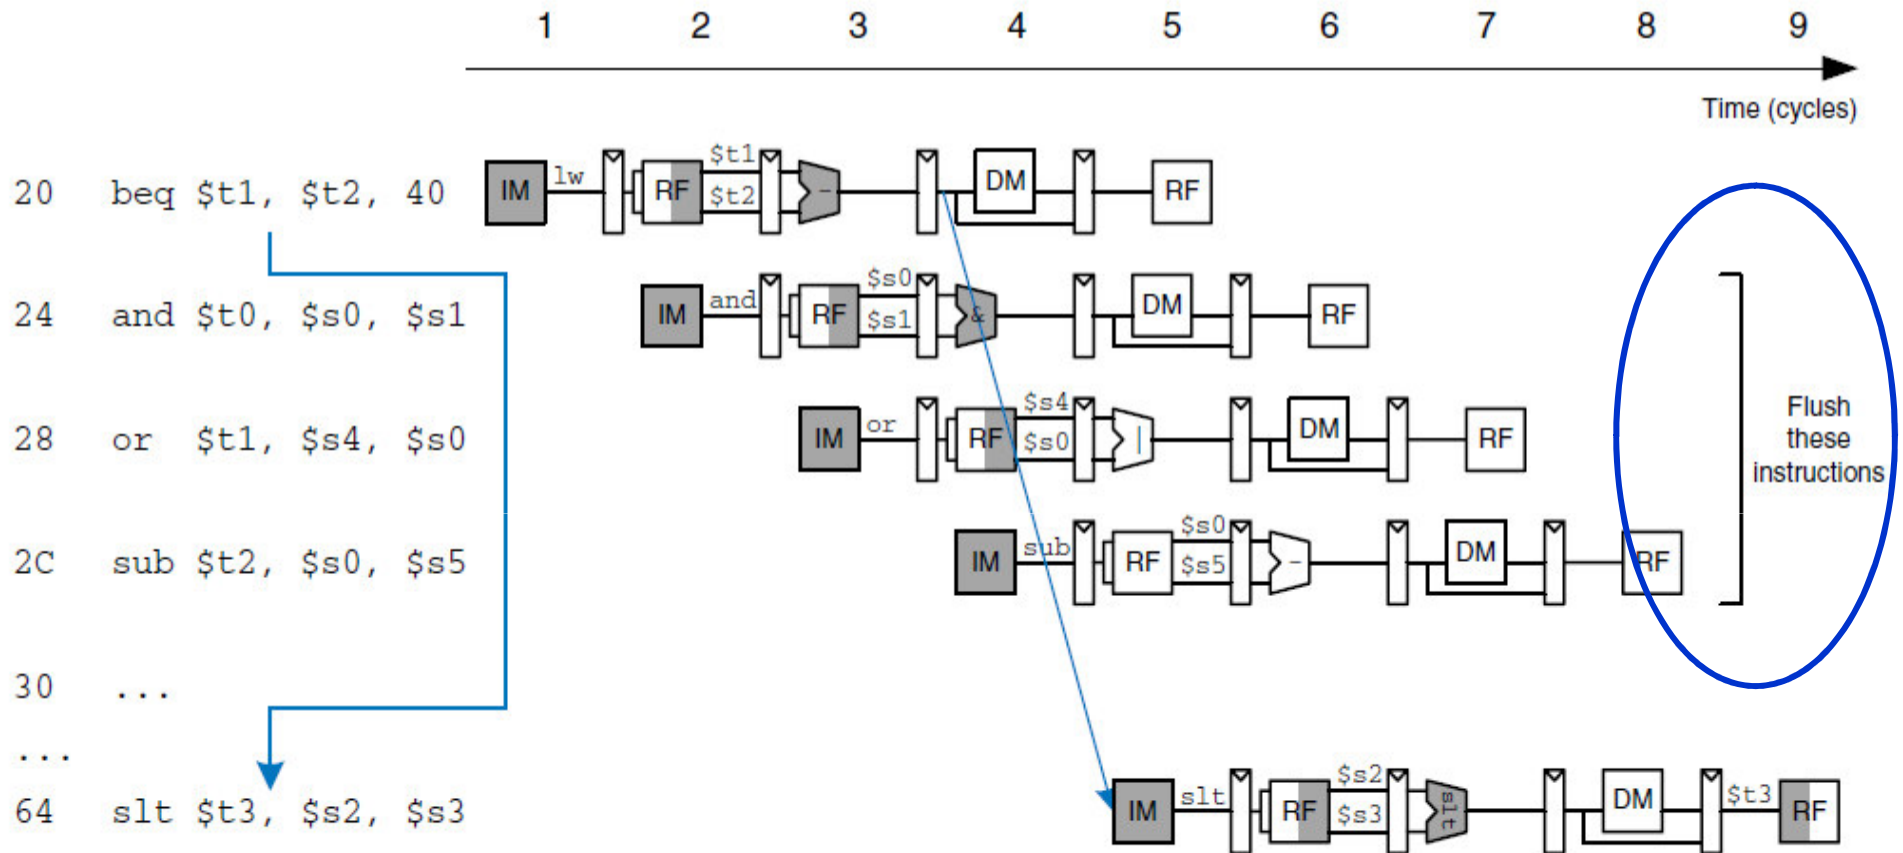 1 2 3 4 5 6 7 8 9
Time (cycles)
20 beq $t1, $t2, 40 IM lw RF $t1 $t2 - DM RF
24 and $t0, $s0, $s1 IM and RF $s0 $s1 & DM RF
28 or $t1, $s4, $s0 IM or RF $s4 $s0 | DM RF
2C sub $t2, $s0, $s5 IM sub RF $s0 $s5 - DM RF
Flush
these
instructions
30 ...
...
64 slt $t3, $s2, $s3 IM slt RF $s2 $s3 slt DM $t3 RF